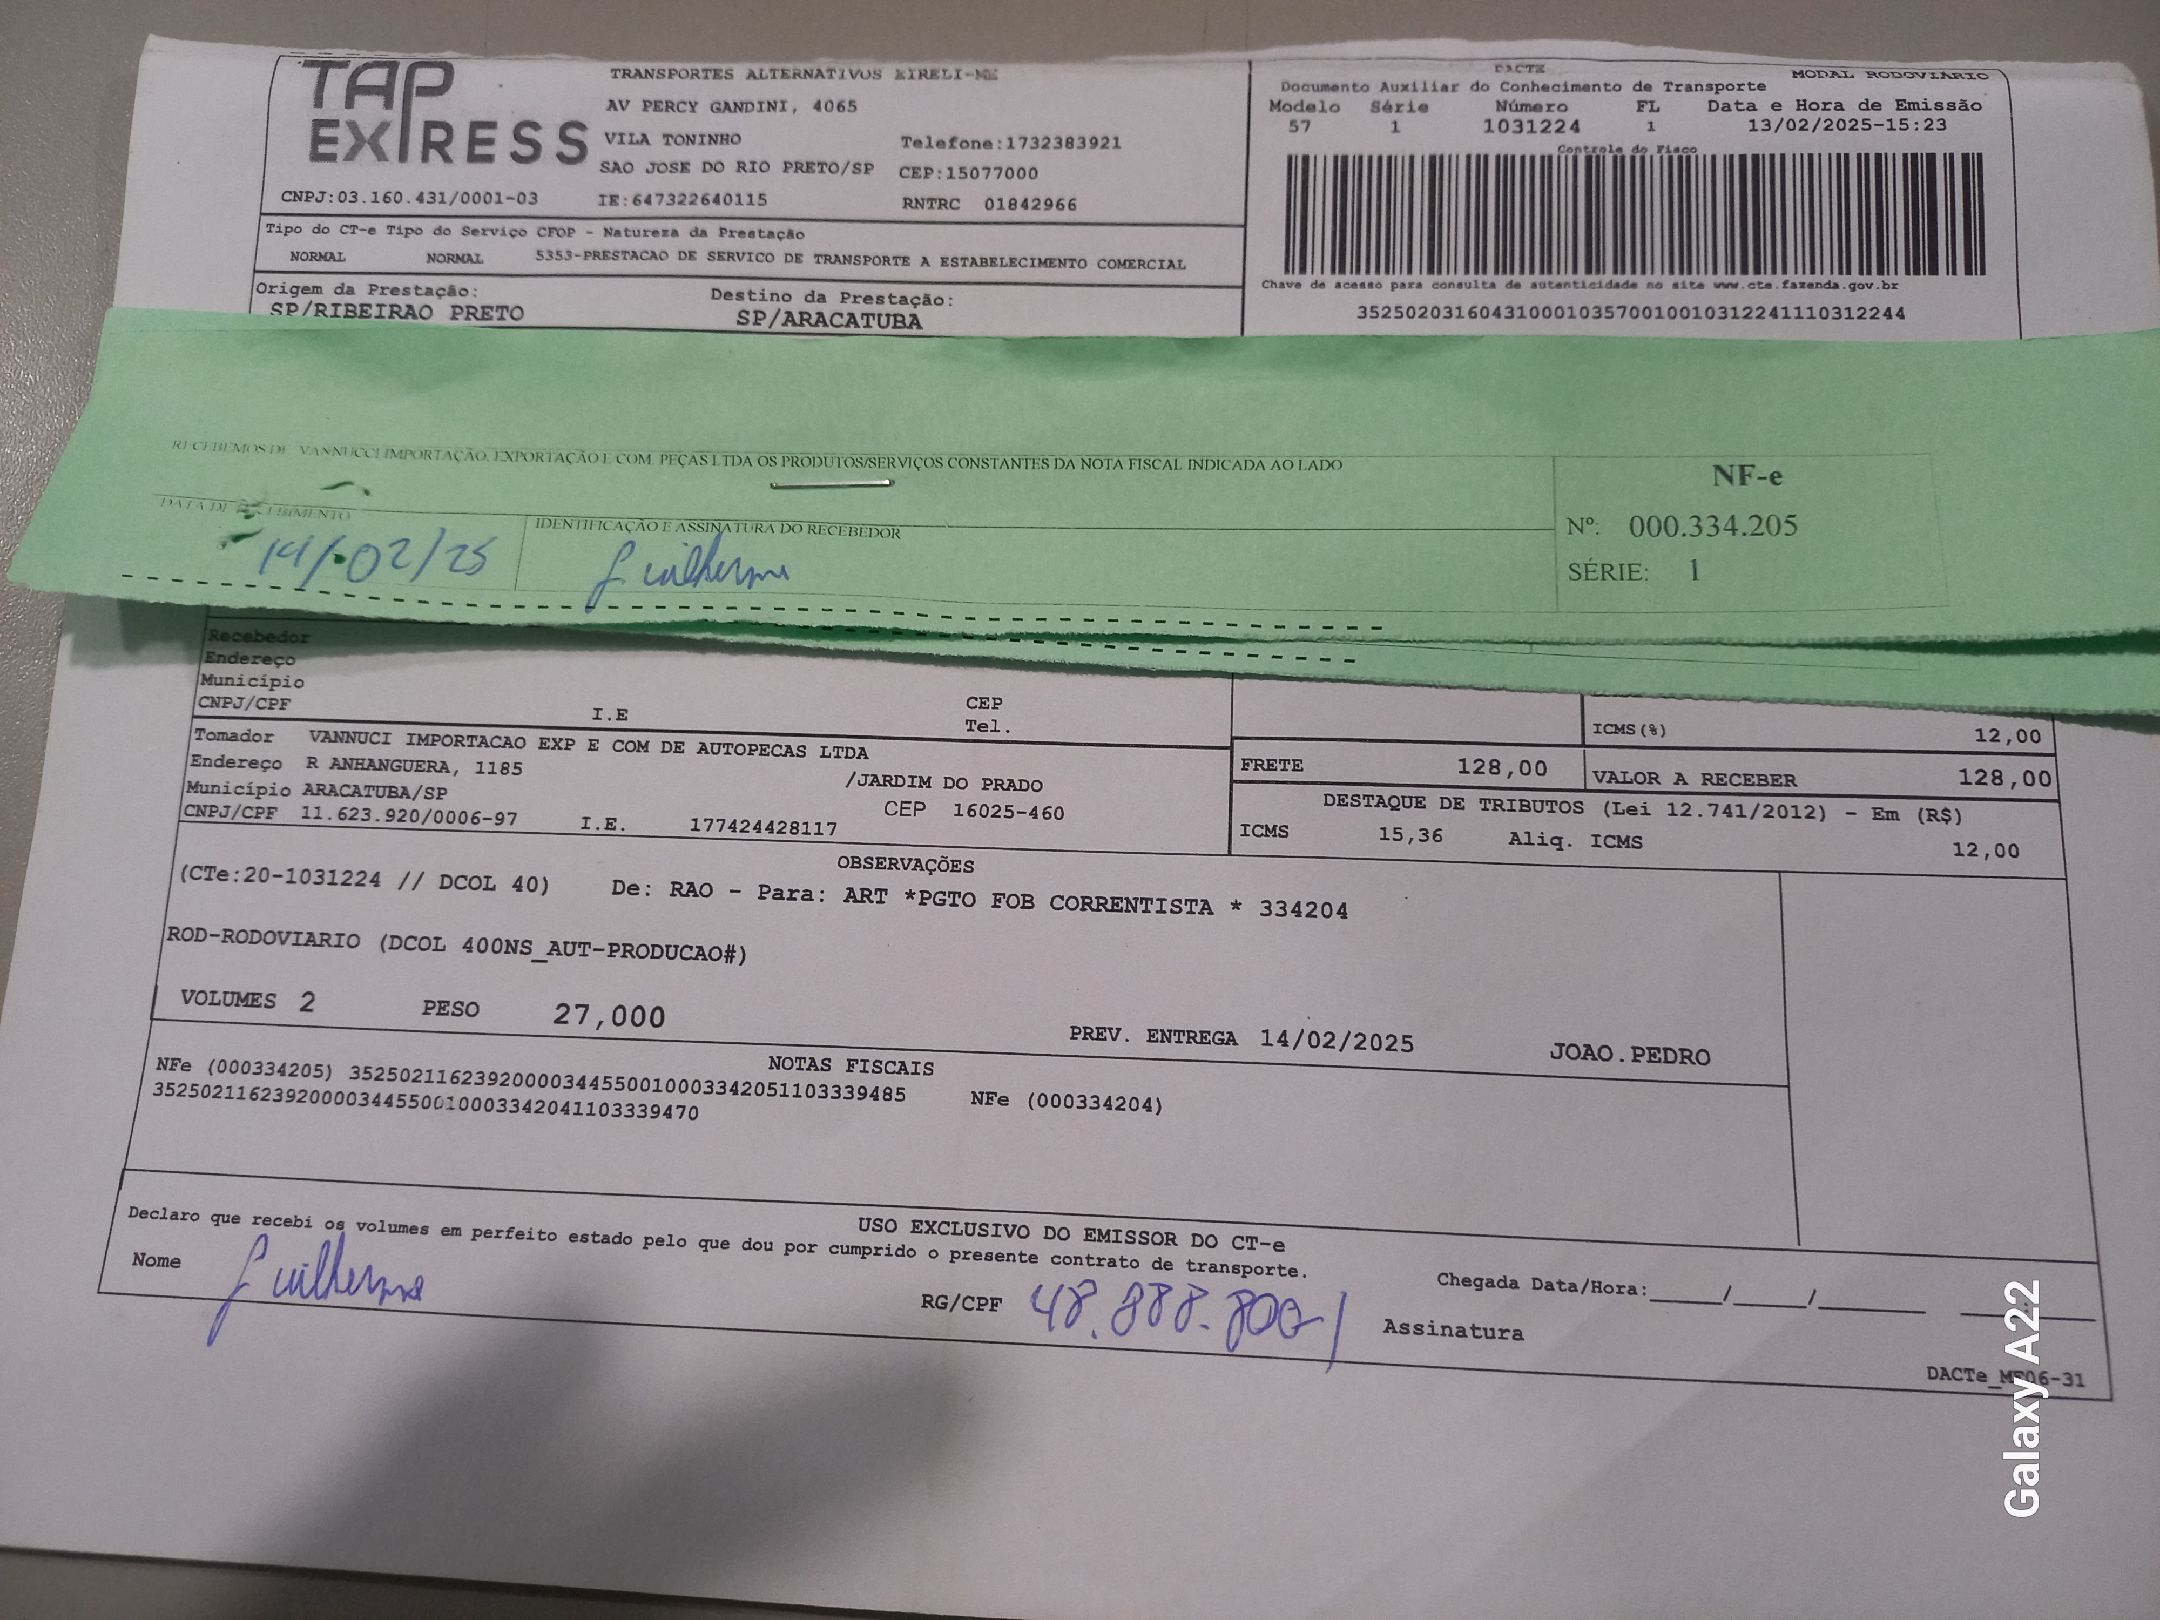 TAP EXPRESS
TRANSPORTES ALTERNATIVOS EIRELI-ME
AV PERCY GANDINI, 4065
VILA TONINHO Telefone:1732383921
SAO JOSE DO RIO PRETO/SP CEP:15077000
CNPJ:03.160.431/0001-03 IE:647322640115 RNTRC 01842966
DACTE MODAL RODOVIÁRIO
Documento Auxiliar do Conhecimento de Transporte
Modelo Série Número FL Data e Hora de Emissão
57 1 1031224 1 13/02/2025-15:23
Controle do Fisco
Chave de acesso para consulta de autenticidade no site www.cte.fazenda.gov.br
35250203160431000103570010010312241110312244
Tipo do CT-e Tipo do Serviço CFOP - Natureza da Prestação
NORMAL NORMAL 5353-PRESTACAO DE SERVICO DE TRANSPORTE A ESTABELECIMENTO COMERCIAL
Origem da Prestação: Destino da Prestação:
SP/RIBEIRAO PRETO SP/ARACATUBA
RECEBEMOS DE VANNUCCI IMPORTAÇÃO, EXPORTAÇÃO E COM. PEÇAS LTDA OS PRODUTOS/SERVIÇOS CONSTANTES DA NOTA FISCAL INDICADA AO LADO
NF-e
Nº: 000.334.205
SÉRIE: 1
DATA DE RECEBIMENTO IDENTIFICAÇÃO E ASSINATURA DO RECEBEDOR
14/02/25 Guilherme
Recebedor
Endereço
Município CEP
CNPJ/CPF I.E Tel.
ICMS(%) 12,00
Tomador VANNUCI IMPORTACAO EXP E COM DE AUTOPECAS LTDA
Endereço R ANHANGUERA, 1185 /JARDIM DO PRADO
Município ARACATUBA/SP CEP 16025-460
CNPJ/CPF 11.623.920/0006-97 I.E. 177424428117
FRETE 128,00 VALOR A RECEBER 128,00
DESTAQUE DE TRIBUTOS (Lei 12.741/2012) - Em (R$)
ICMS 15,36 Aliq. ICMS 12,00
OBSERVAÇÕES
(CTe:20-1031224 // DCOL 40) De: RAO - Para: ART *PGTO FOB CORRENTISTA * 334204
ROD-RODOVIARIO (DCOL 400NS_AUT-PRODUCAO#)
VOLUMES 2 PESO 27,000 PREV. ENTREGA 14/02/2025 JOAO.PEDRO
NOTAS FISCAIS
NFe (000334205) 35250211623920000344550010003342051103339485 NFe (000334204)
35250211623920000344550010003342041103339470
USO EXCLUSIVO DO EMISSOR DO CT-e
Declaro que recebi os volumes em perfeito estado pelo que dou por cumprido o presente contrato de transporte.
Nome Guilherme RG/CPF 48.888.800-/ Chegada Data/Hora:_____/_____/_______
Assinatura
DACTe_MF06-31
Galaxy A22